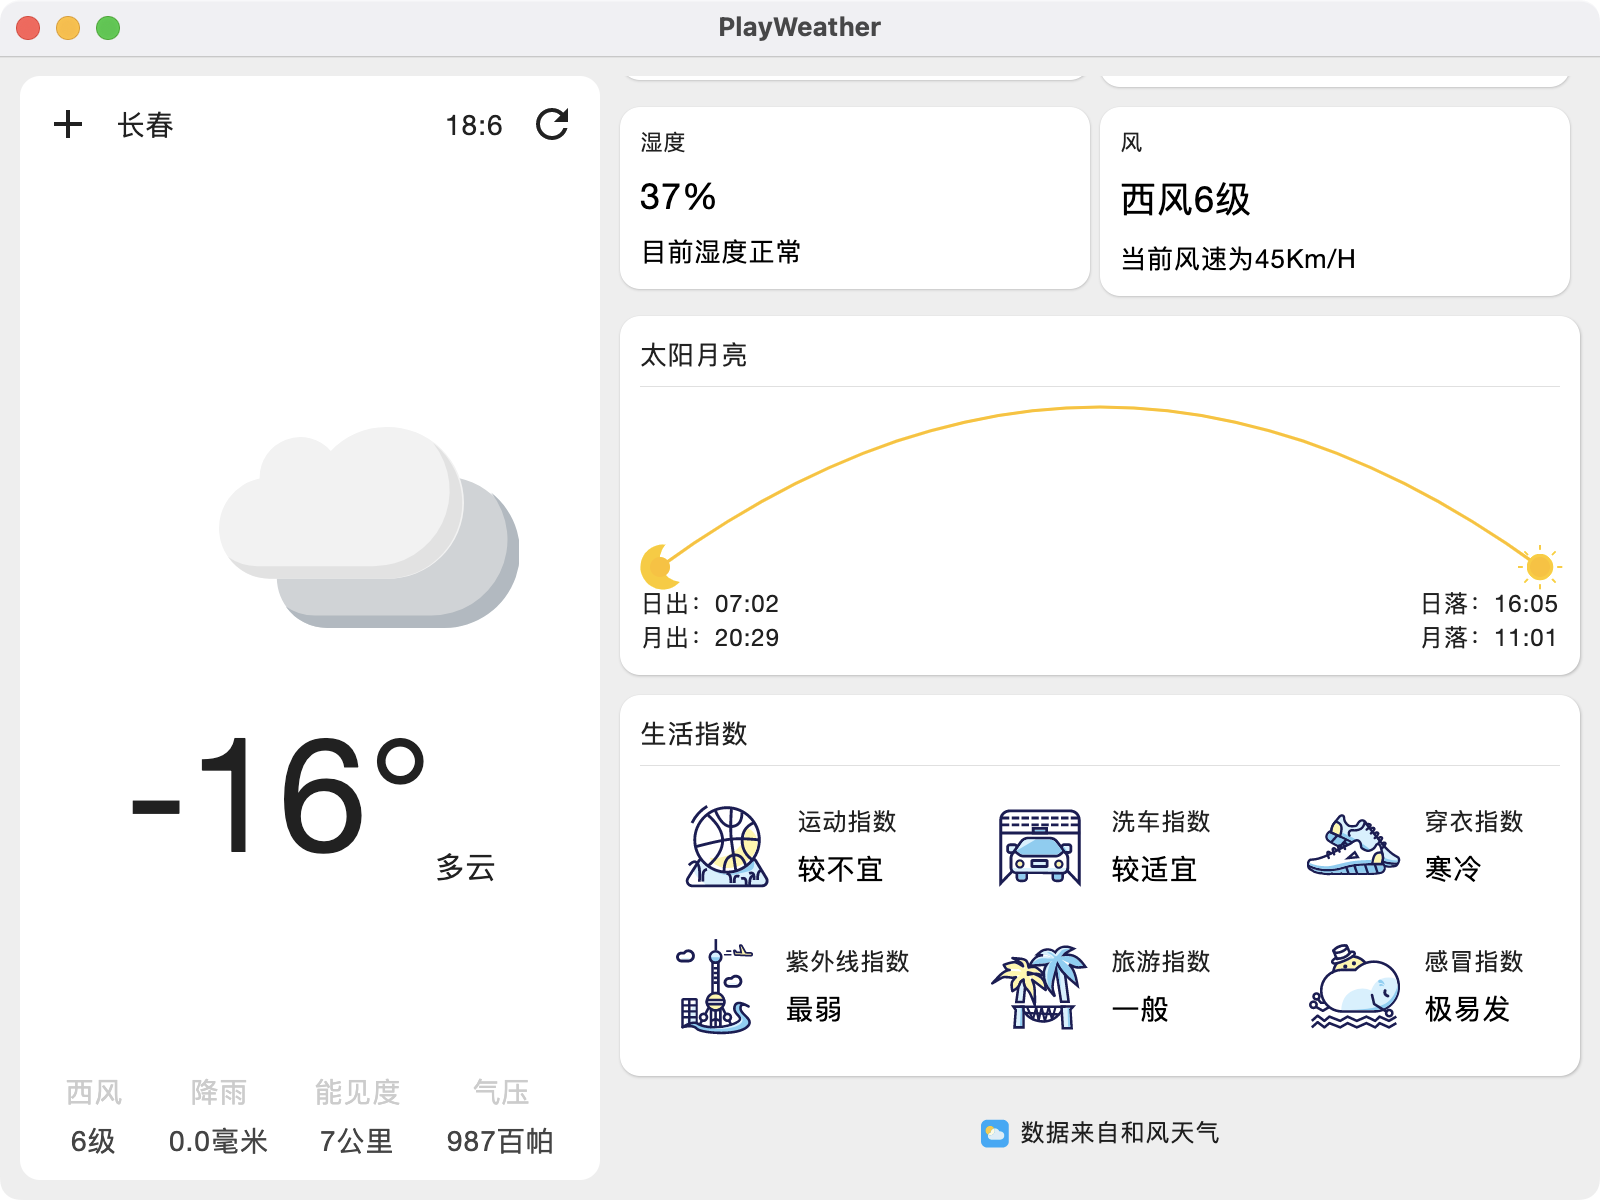 PlayWeather
长春
18:6
-16°
多云
西风 降雨 能见度 气压
6级 0.0毫米 7公里 987百帕
湿度
37%
目前湿度正常
风
西风6级
当前风速为45Km/H
太阳月亮
日出：07:02 日落：16:05
月出：20:29 月落：11:01
生活指数
运动指数
较不宜
洗车指数
较适宜
穿衣指数
寒冷
紫外线指数
最弱
旅游指数
一般
感冒指数
极易发
数据来自和风天气